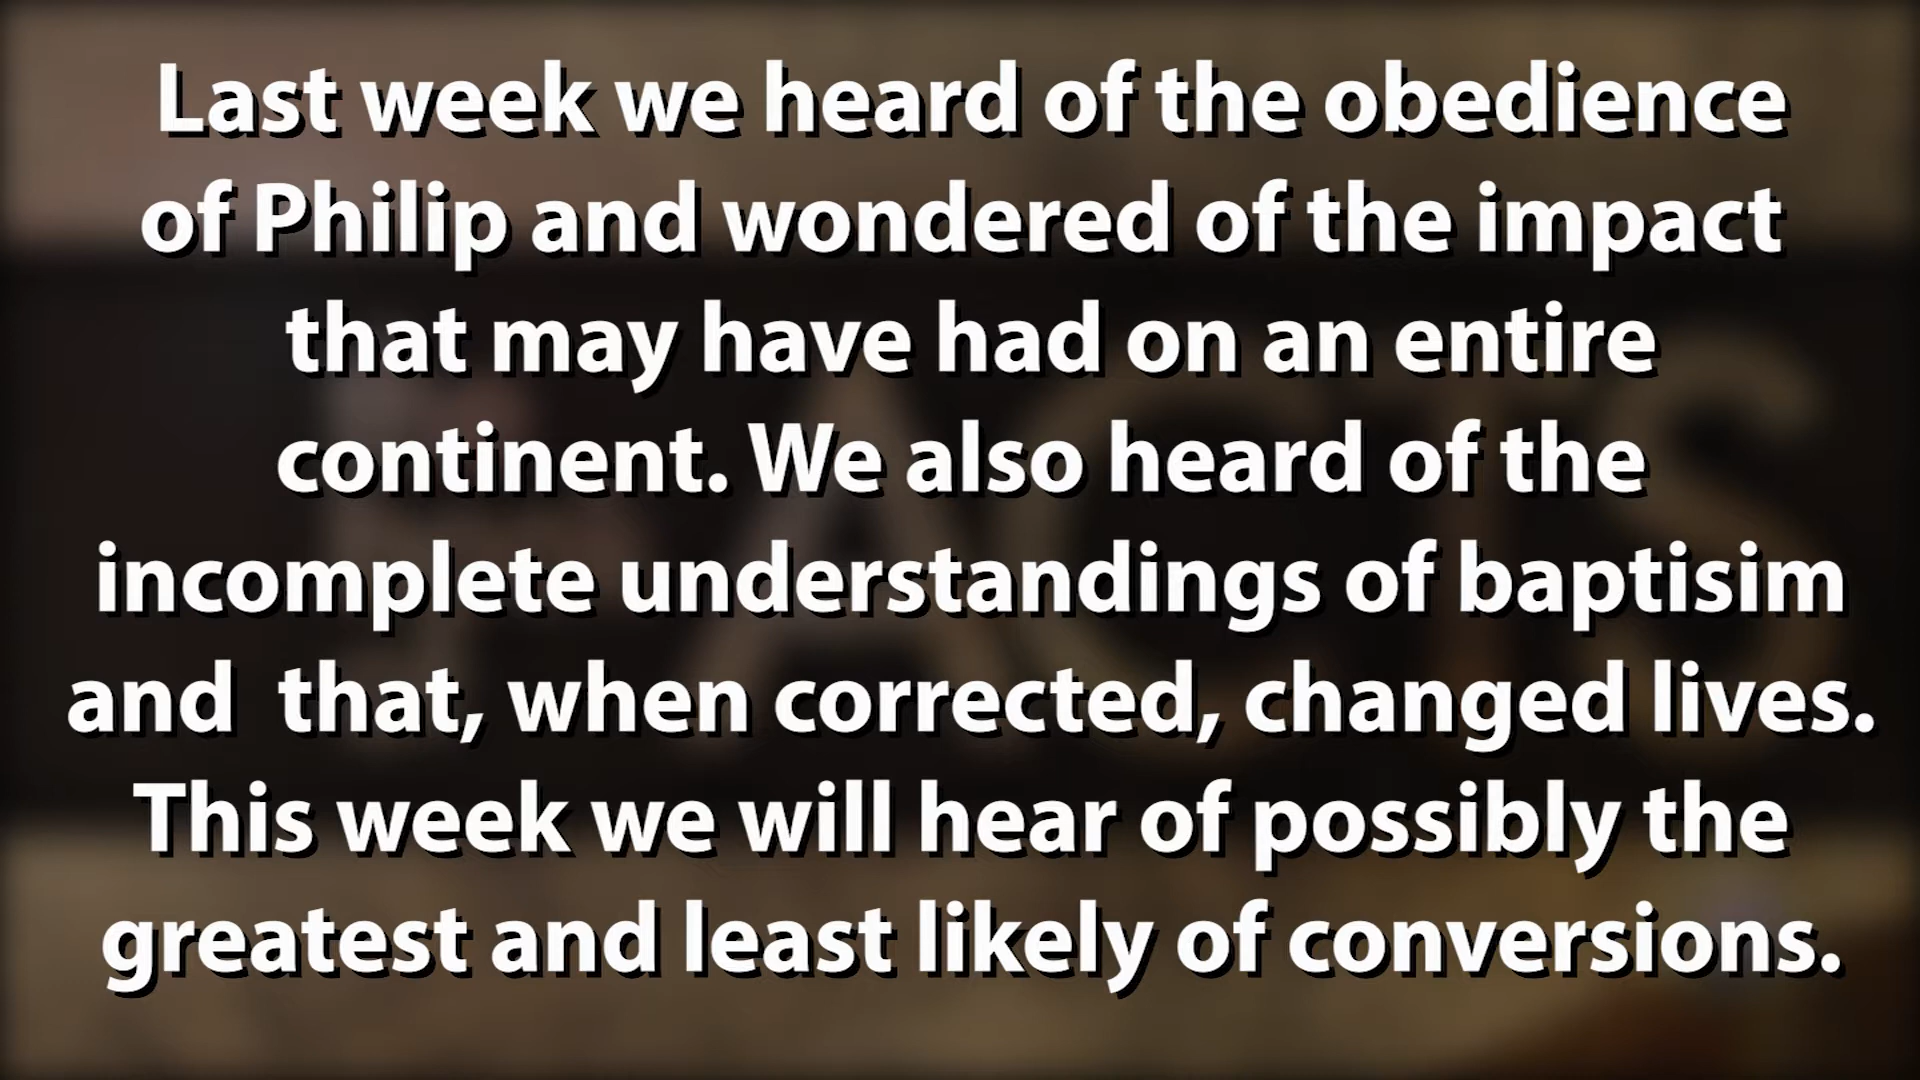 Last week we heard of the obedience
of Philip and wondered of the impact
that may have had on an entire
continent. We also heard of the
incomplete understandings of baptisim
and  that, when corrected, changed lives.
This week we will hear of possibly the
greatest and least likely of conversions.
ACTS